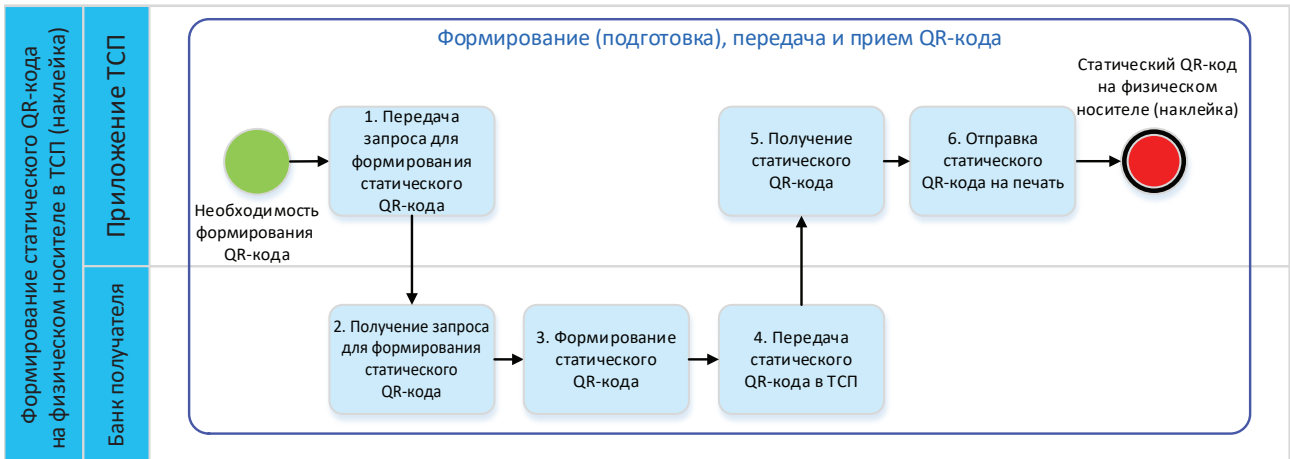 Формирование статического QR-кода
на физическом носителе в ТСП (наклейка)
Приложение ТСП
Банк получателя
Формирование (подготовка), передача и прием QR-кода
Необходимость
формирования
QR-кода
1. Передача
запроса для
формирования
статического
QR-кода
2. Получение запроса
для формирования
статического
QR-кода
3. Формирование
статического
QR-кода
4. Передача
статического
QR-кода в ТСП
5. Получение
статического
QR-кода
6. Отправка
статического
QR-кода на печать
Статический QR-код
на физическом
носителе (наклейка)